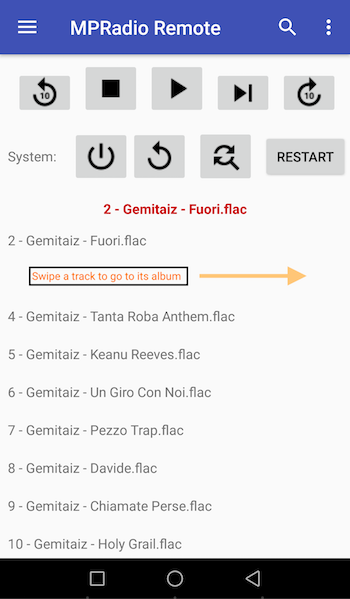 MPRadio Remote
10
10
System:
RESTART
2 - Gemitaiz - Fuori.flac
2 - Gemitaiz - Fuori.flac
Swipe a track to go to its album
4 - Gemitaiz - Tanta Roba Anthem.flac
5 - Gemitaiz - Keanu Reeves.flac
6 - Gemitaiz - Un Giro Con Noi.flac
7 - Gemitaiz - Pezzo Trap.flac
8 - Gemitaiz - Davide.flac
9 - Gemitaiz - Chiamate Perse.flac
10 - Gemitaiz - Holy Grail.flac